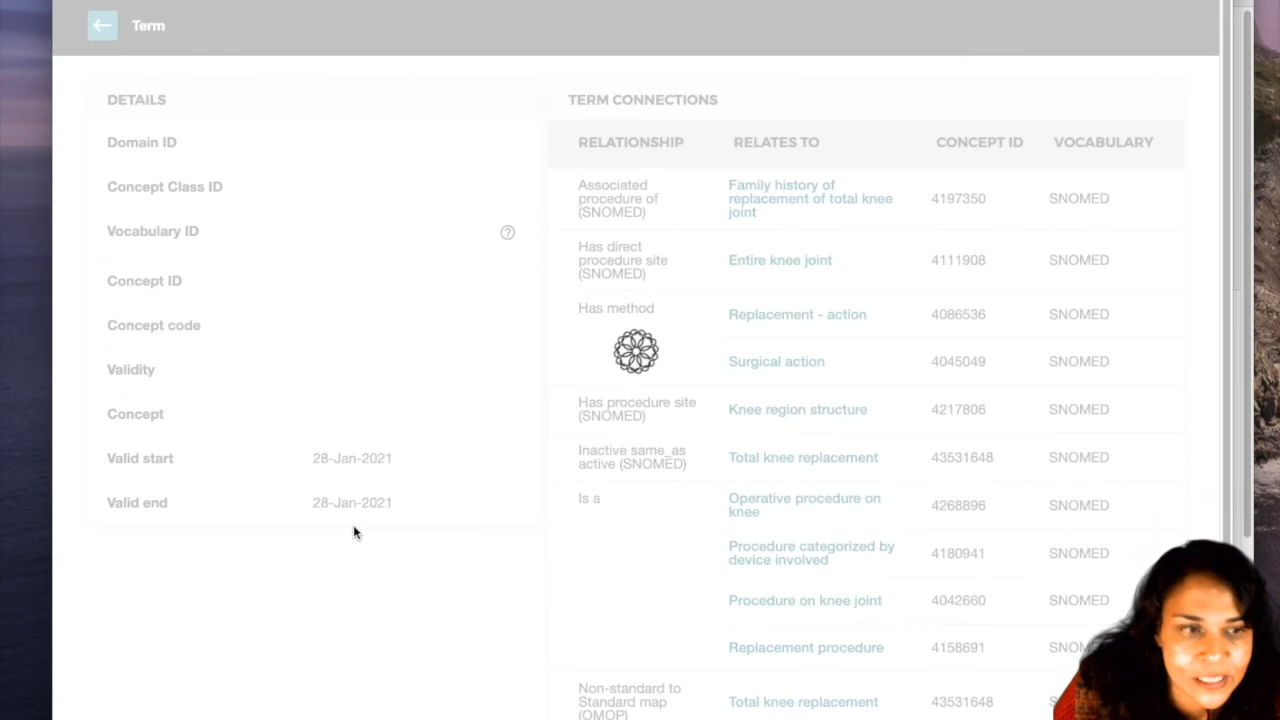 Term
DETAILS
Domain ID
Concept Class ID
Vocabulary ID
?
Concept ID
Concept code
Validity
Concept
Valid start 28-Jan-2021
Valid end 28-Jan-2021
TERM CONNECTIONS
RELATIONSHIP RELATES TO CONCEPT ID VOCABULARY
Associated
procedure of
(SNOMED)
Family history of
replacement of total knee
joint
4197350 SNOMED
Has direct
procedure site
(SNOMED)
Entire knee joint 4111908 SNOMED
Has method
Replacement - action 4086536 SNOMED
Surgical action 4045049 SNOMED
Has procedure site
(SNOMED)
Knee region structure 4217806 SNOMED
Inactive same_as
active (SNOMED)
Total knee replacement 43531648 SNOMED
Is a
Operative procedure on
knee
4268896 SNOMED
Procedure categorized by
device involved
4180941 SNOMED
Procedure on knee joint 4042660 SNOMED
Replacement procedure 4158691
Non-standard to
Standard map
(OMOP)
Total knee replacement 43531648